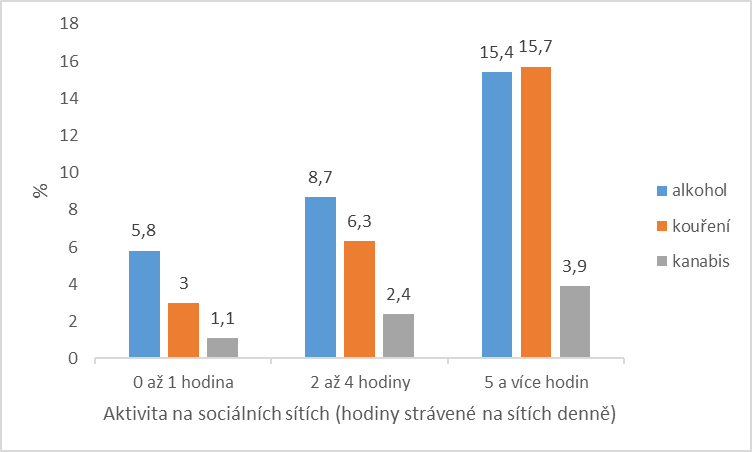 18
16
14
12
10
8
6
4
2
0
%
5,8
3
1,1
8,7
6,3
2,4
15,4
15,7
3,9
0 až 1 hodina
2 až 4 hodiny
5 a více hodin
Aktivita na sociálních sítích (hodiny strávené na sítích denně)
alkohol
kouření
kanabis